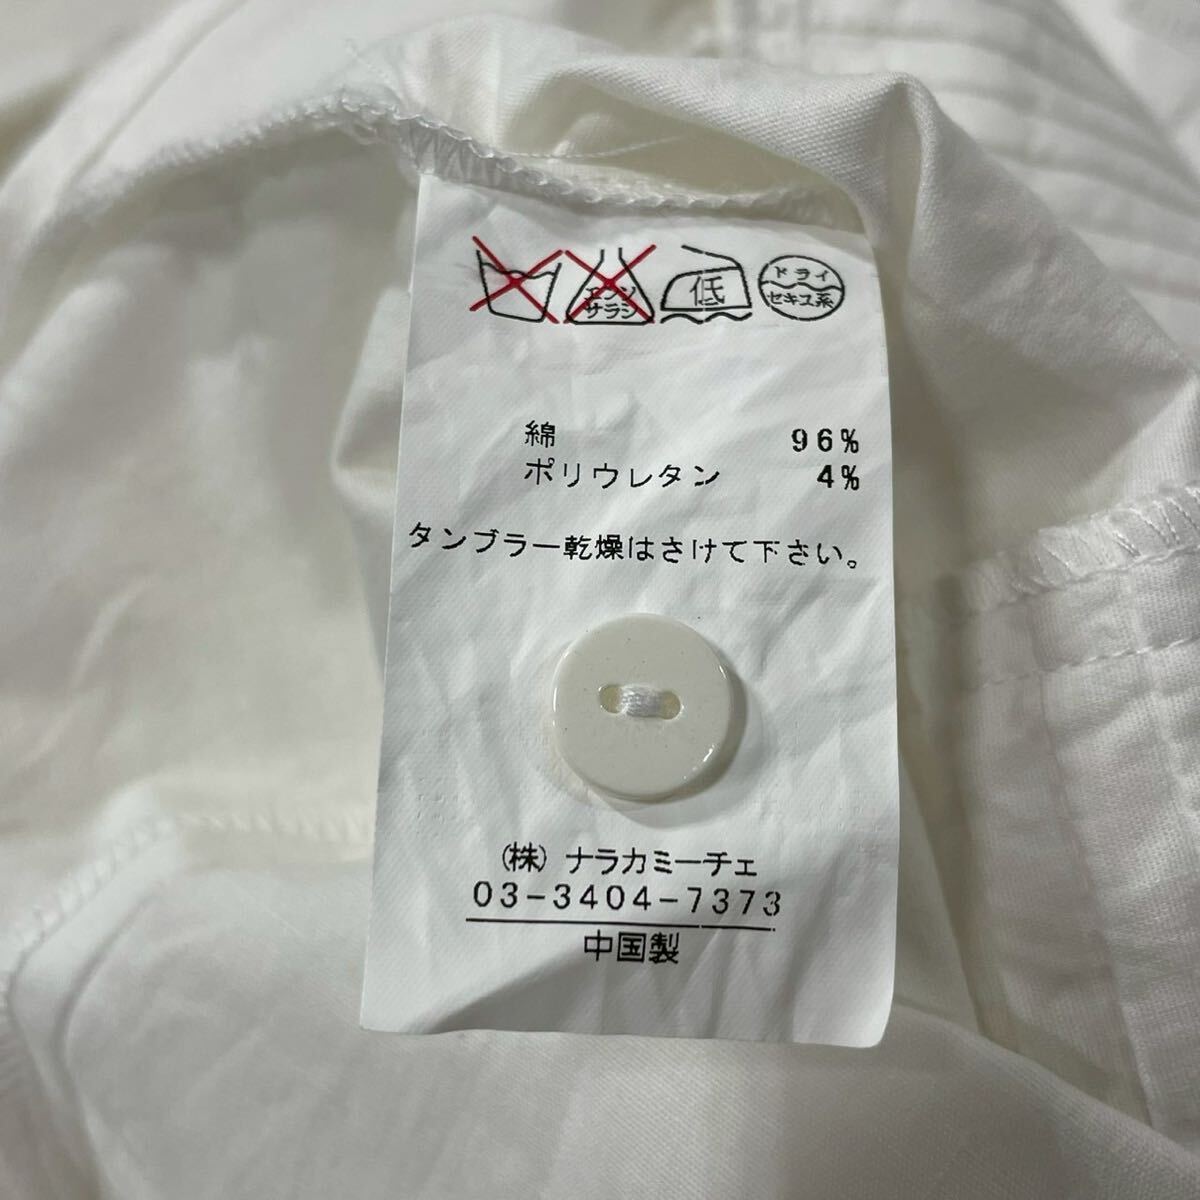 エンソ
サラシ
低
ドライ
セキユ系
綿 96%
ポリウレタン 4%
タンブラー乾燥はさけて下さい。
(株) ナラカミーチェ
03-3404-7373
中国製